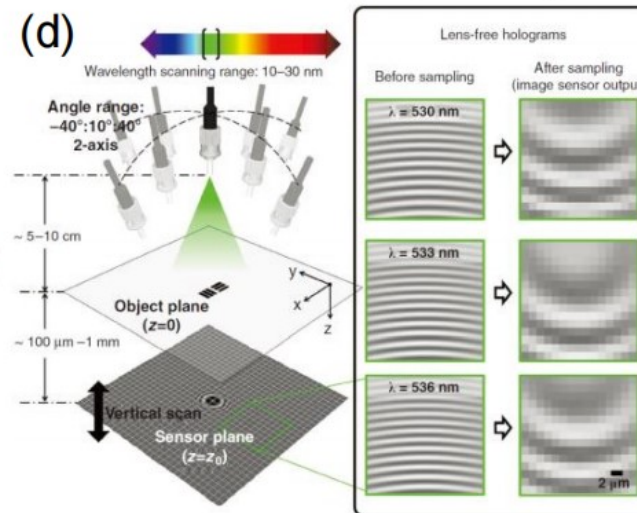 (d)
Wavelength scanning range: 10–30 nm
Angle range:
–40°:10°:40°
2-axis
~ 5–10 cm
y
x
z
Object plane
(z=0)
~ 100 μm –1 mm
Vertical scan
Sensor plane
(z=z₀)
Lens-free holograms
Before sampling
After sampling
(image sensor output
λ = 530 nm
λ = 533 nm
λ = 536 nm
2 μm